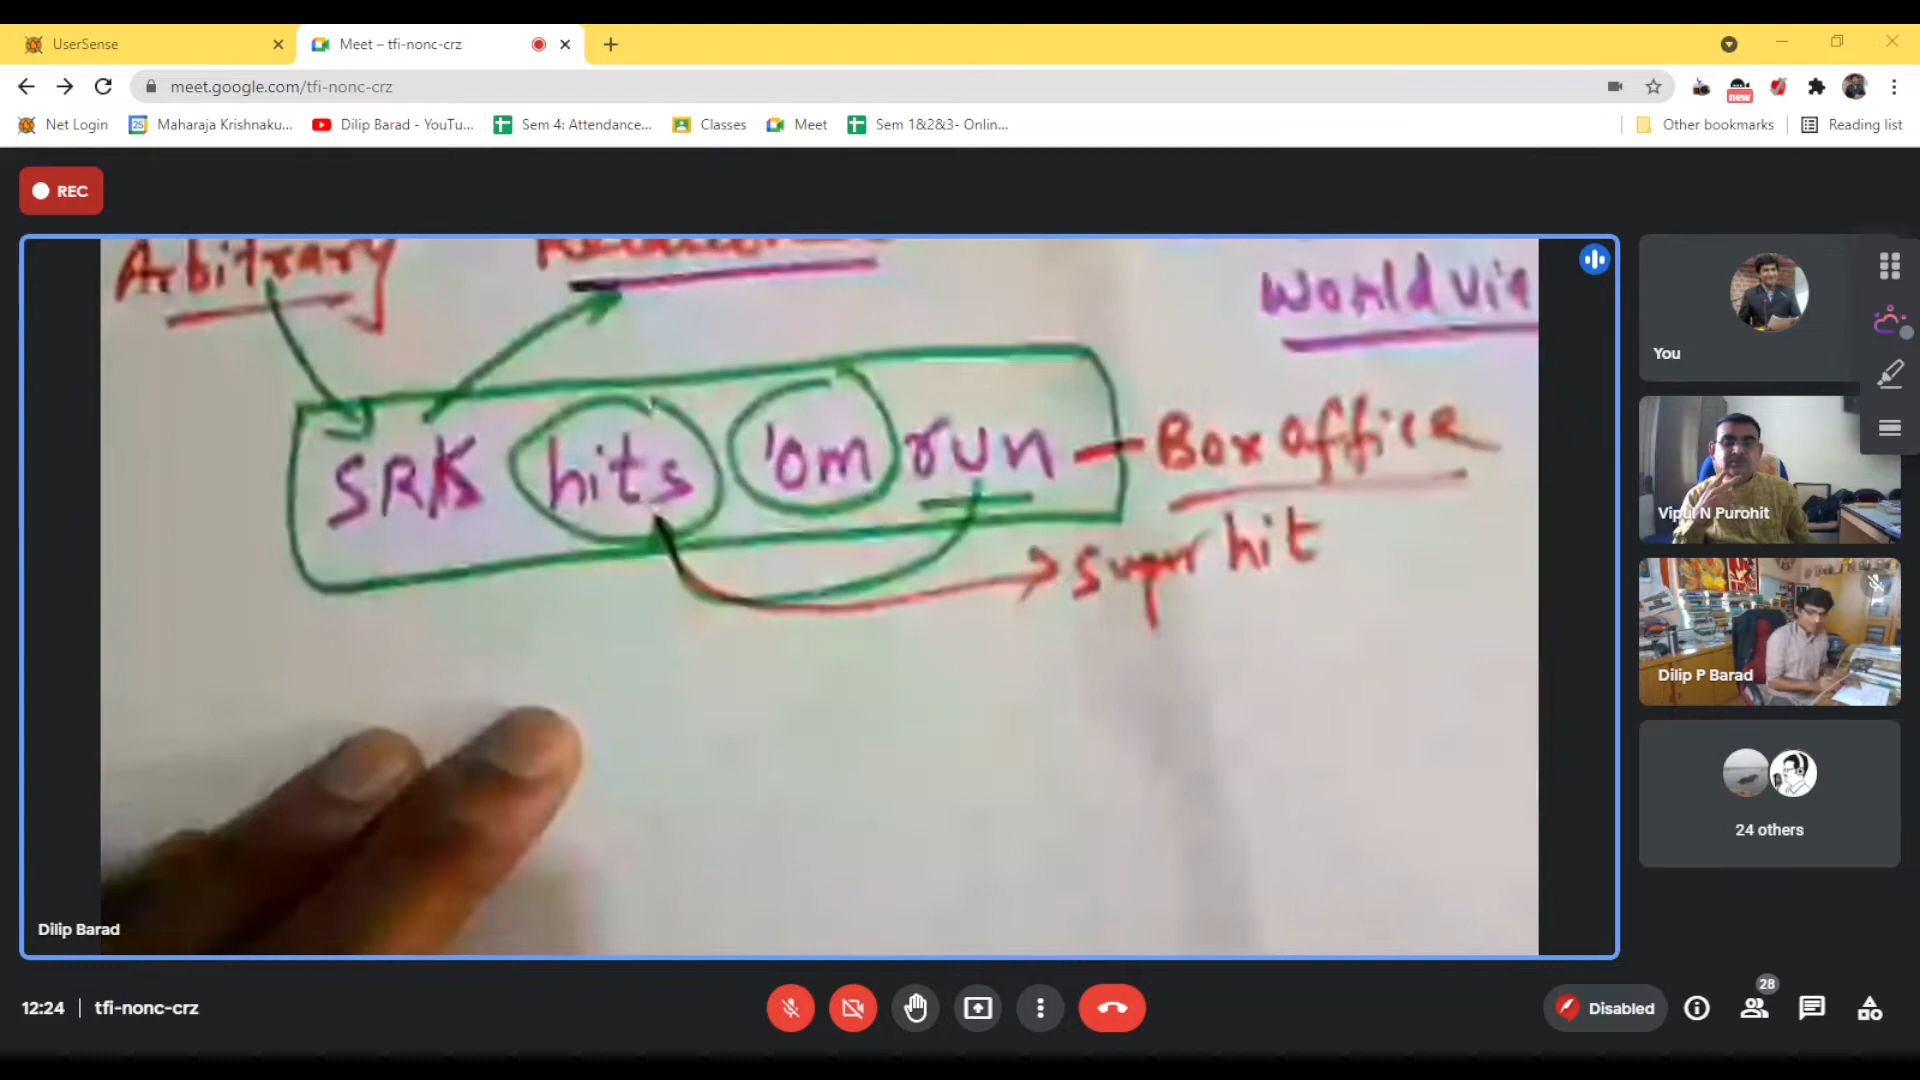 UserSense
Meet – tfi-nonc-crz
meet.google.com/tfi-nonc-crz
new
Net Login
25
Maharaja Krishnaku...
Dilip Barad - YouTu...
Sem 4: Attendance...
Classes
Meet
Sem 1&2&3- Onlin...
Other bookmarks
Reading list
REC
Arbitrary
World vie
SRK hits 'om run
Box office
Super hit
Dilip Barad
You
Vipul N Purohit
Dilip P Barad
24 others
12:24 | tfi-nonc-crz
Disabled
28